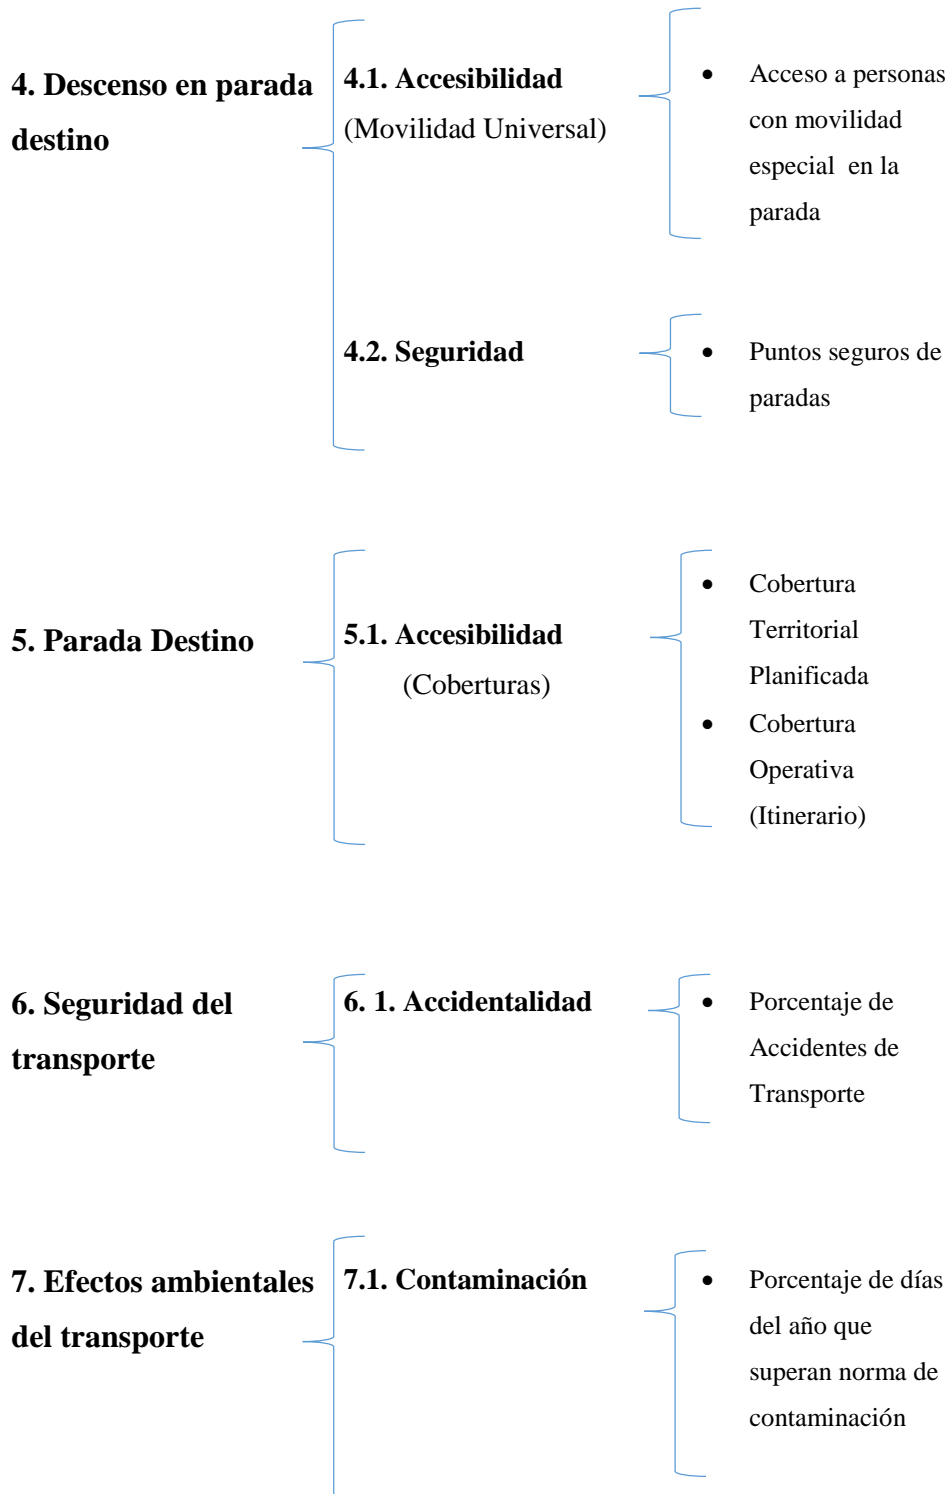 4. Descenso en parada
destino
4.1. Accesibilidad
(Movilidad Universal)
• Acceso a personas
con movilidad
especial en la
parada
4.2. Seguridad
• Puntos seguros de
paradas
5. Parada Destino
5.1. Accesibilidad
(Coberturas)
• Cobertura
Territorial
Planificada
• Cobertura
Operativa
(Itinerario)
6. Seguridad del
transporte
6. 1. Accidentalidad
• Porcentaje de
Accidentes de
Transporte
7. Efectos ambientales
del transporte
7.1. Contaminación
• Porcentaje de días
del año que
superan norma de
contaminación